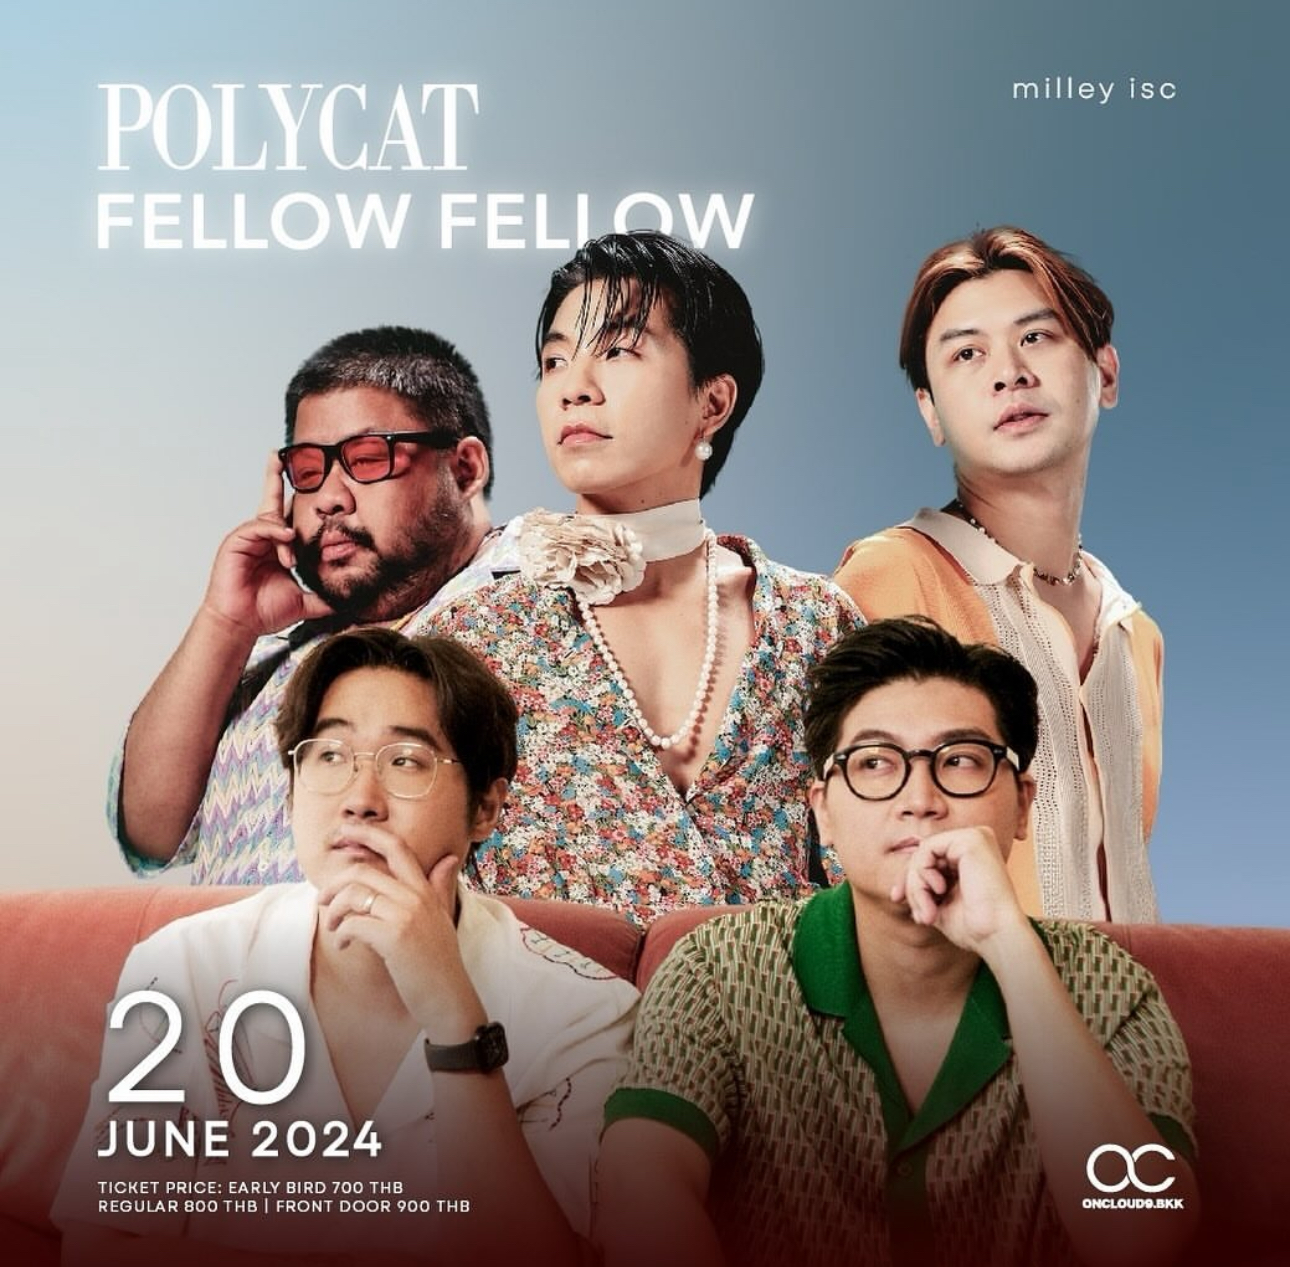 POLYCAT
FELLOW FELLOW
milley isc
20
JUNE 2024
TICKET PRICE: EARLY BIRD 700 THB
REGULAR 800 THB | FRONT DOOR 900 THB
OC
ONCLOUD9.BKK